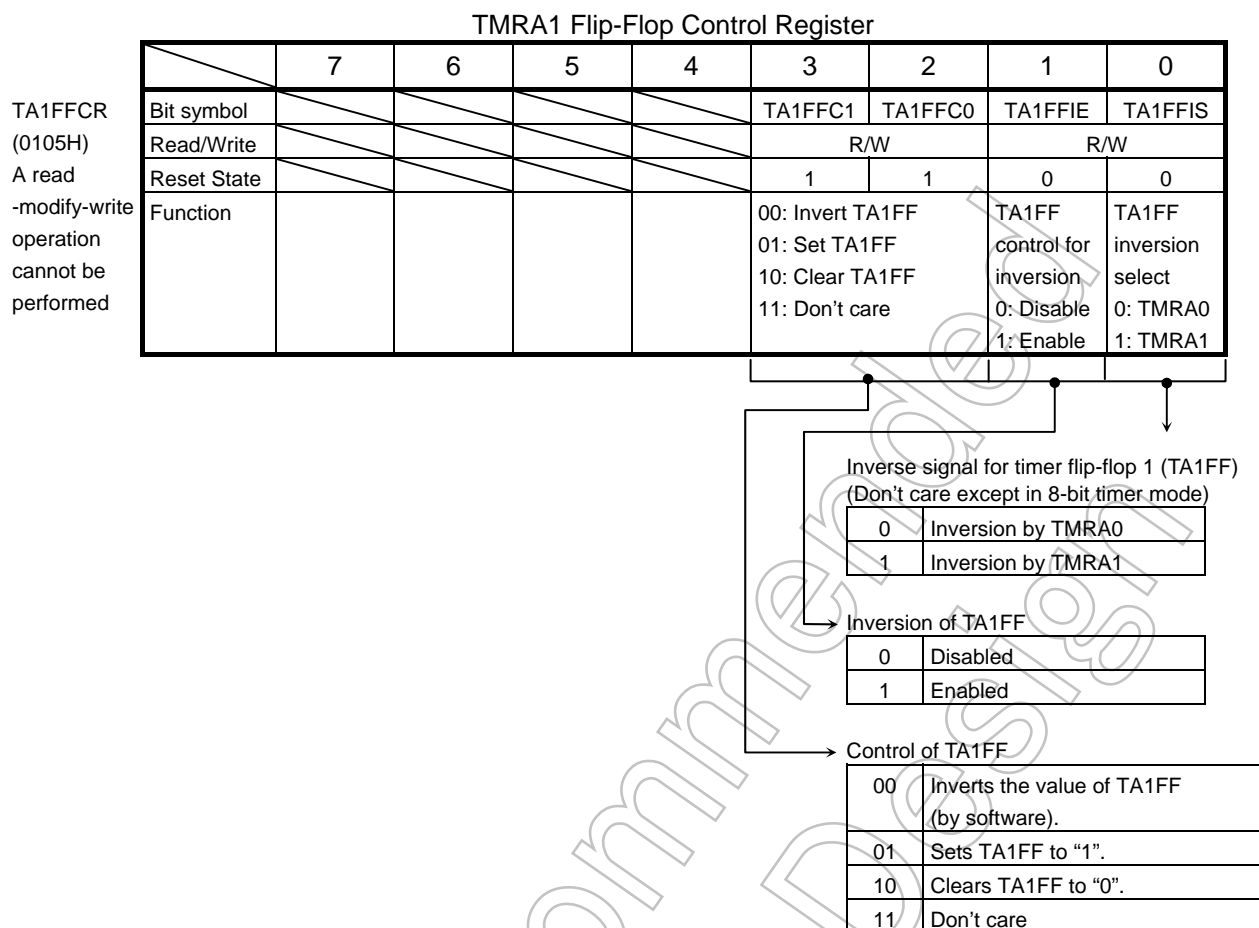 TMRA1 Flip-Flop Control Register
7 6 5 4 3 2 1 0
TA1FFCR
(0105H)
A read
-modify-write
operation
cannot be
performed
Bit symbol TA1FFC1 TA1FFC0 TA1FFIE TA1FFIS
Read/Write R/W R/W
Reset State 1 1 0 0
Function
00: Invert TA1FF
01: Set TA1FF
10: Clear TA1FF
11: Don't care
TA1FF
control for
inversion
0: Disable
1: Enable
TA1FF
inversion
select
0: TMRA0
1: TMRA1
Inverse signal for timer flip-flop 1 (TA1FF)
(Don't care except in 8-bit timer mode)
0 Inversion by TMRA0
1 Inversion by TMRA1
Inversion of TA1FF
0 Disabled
1 Enabled
Control of TA1FF
00 Inverts the value of TA1FF
(by software).
01 Sets TA1FF to “1”.
10 Clears TA1FF to “0”.
11 Don't care